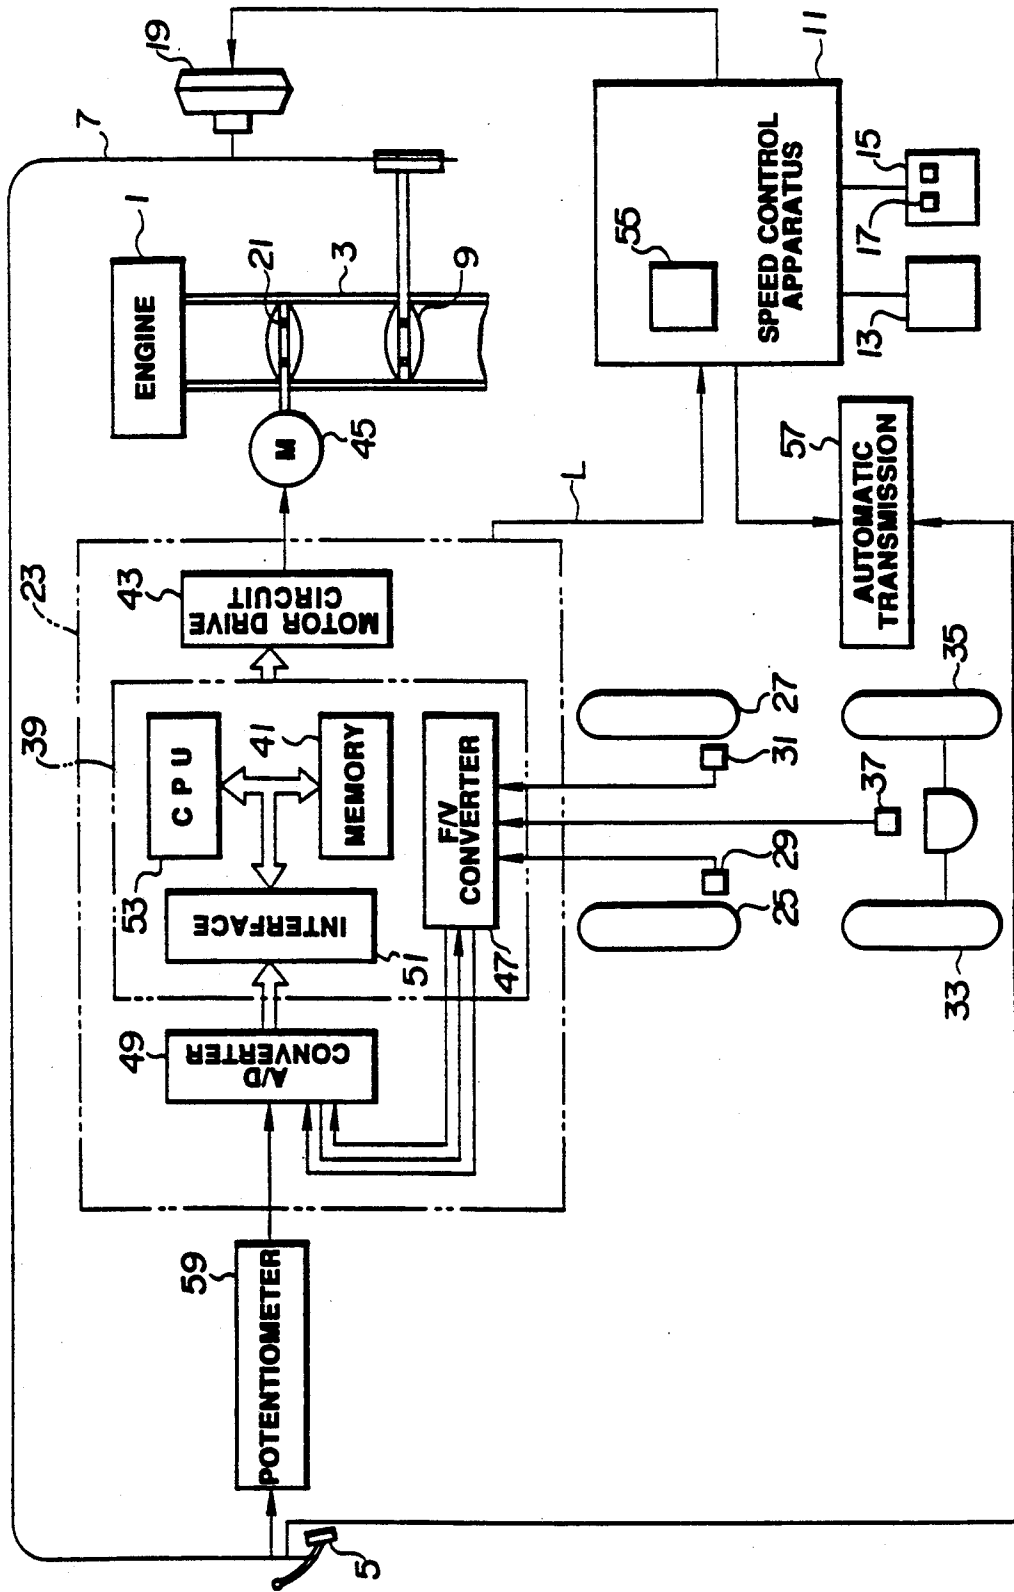 7
19
1
ENGINE
21
3
9
M
45
L
11
SPEED CONTROL
APPARATUS
55
15
17
13
57
AUTOMATIC
TRANSMISSION
23
39
43
MOTOR DRIVE
CIRCUIT
CPU
53
41
MEMORY
INTERFACE
51
F/V
CONVERTER
47
49
A/D
CONVERTER
59
POTENTIOMETER
5
27
31
25
29
35
37
33